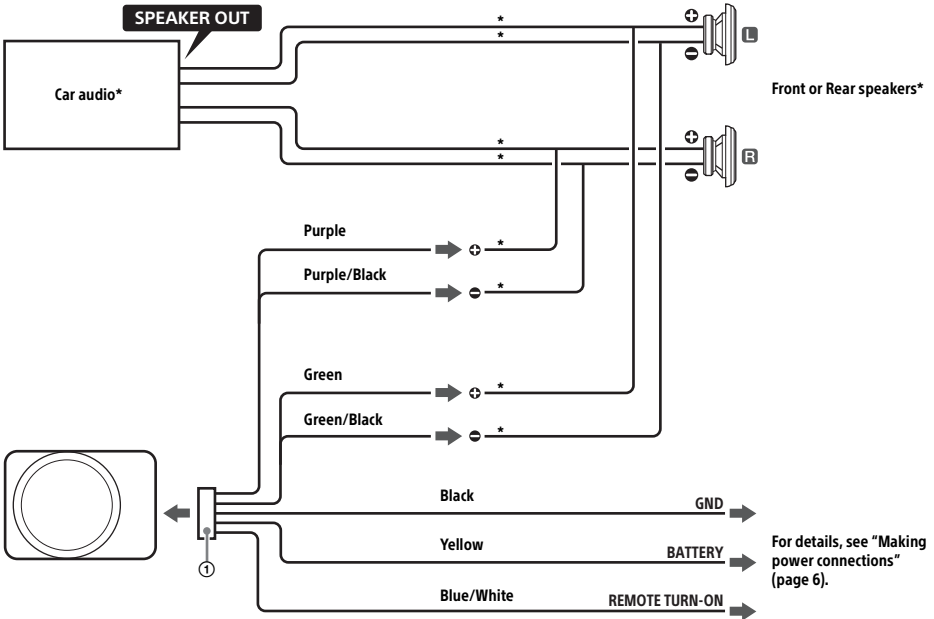 SPEAKER OUT
Car audio*
*
*
+
-
L
Front or Rear speakers*
*
*
+
-
R
Purple
+ *
Purple/Black
- *
Green
+ *
Green/Black
- *
Black
GND
Yellow
BATTERY
For details, see “Making
power connections”
(page 6).
①
Blue/White
REMOTE TURN-ON